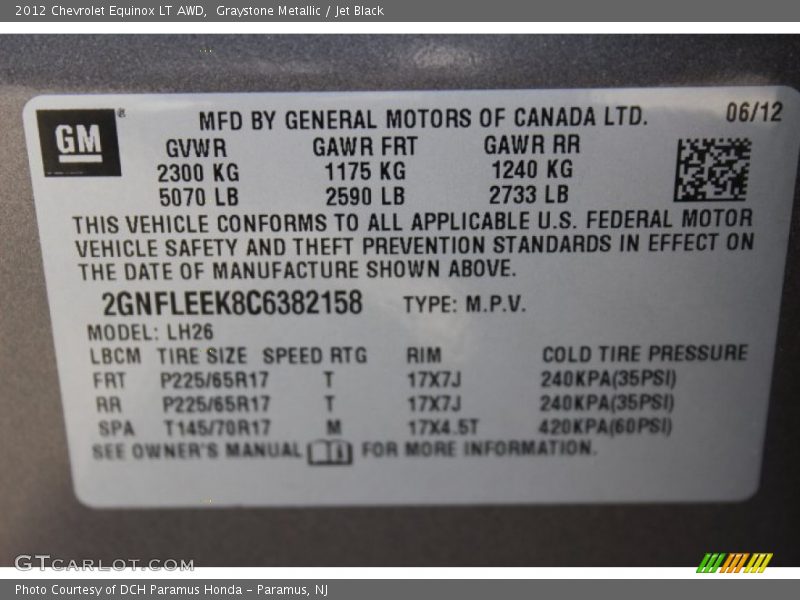 2012 Chevrolet Equinox LT AWD,  Graystone Metallic / Jet Black
GM ®
MFD BY GENERAL MOTORS OF CANADA LTD. 06/12
GVWR GAWR FRT GAWR RR
2300 KG 1175 KG 1240 KG
5070 LB 2590 LB 2733 LB
THIS VEHICLE CONFORMS TO ALL APPLICABLE U.S. FEDERAL MOTOR
VEHICLE SAFETY AND THEFT PREVENTION STANDARDS IN EFFECT ON
THE DATE OF MANUFACTURE SHOWN ABOVE.
2GNFLEEK8C6382158 TYPE: M.P.V.
MODEL: LH26
LBCM TIRE SIZE SPEED RTG RIM COLD TIRE PRESSURE
FRT P225/65R17 T 17X7J 240KPA(35PSI)
RR P225/65R17 T 17X7J 240KPA(35PSI)
SPA T145/70R17 M 17X4.5T 420KPA(60PSI)
SEE OWNER'S MANUAL i FOR MORE INFORMATION.
GTCARLOT.COM
Photo Courtesy of DCH Paramus Honda - Paramus, NJ